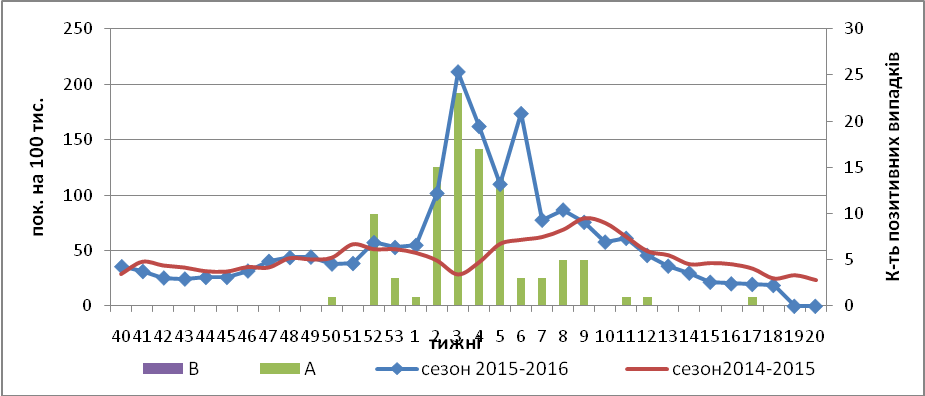 250
200
150
100
50
0
пок. на 100 тис.
30
25
20
15
10
5
0
К-ть позитивних випадків
40 41 42 43 44 45 46 47 48 49 50 51 52 53 1 2 3 4 5 6 7 8 9 10 11 12 13 14 15 16 17 18 19 20
тижні
В А сезон 2015-2016 сезон2014-2015